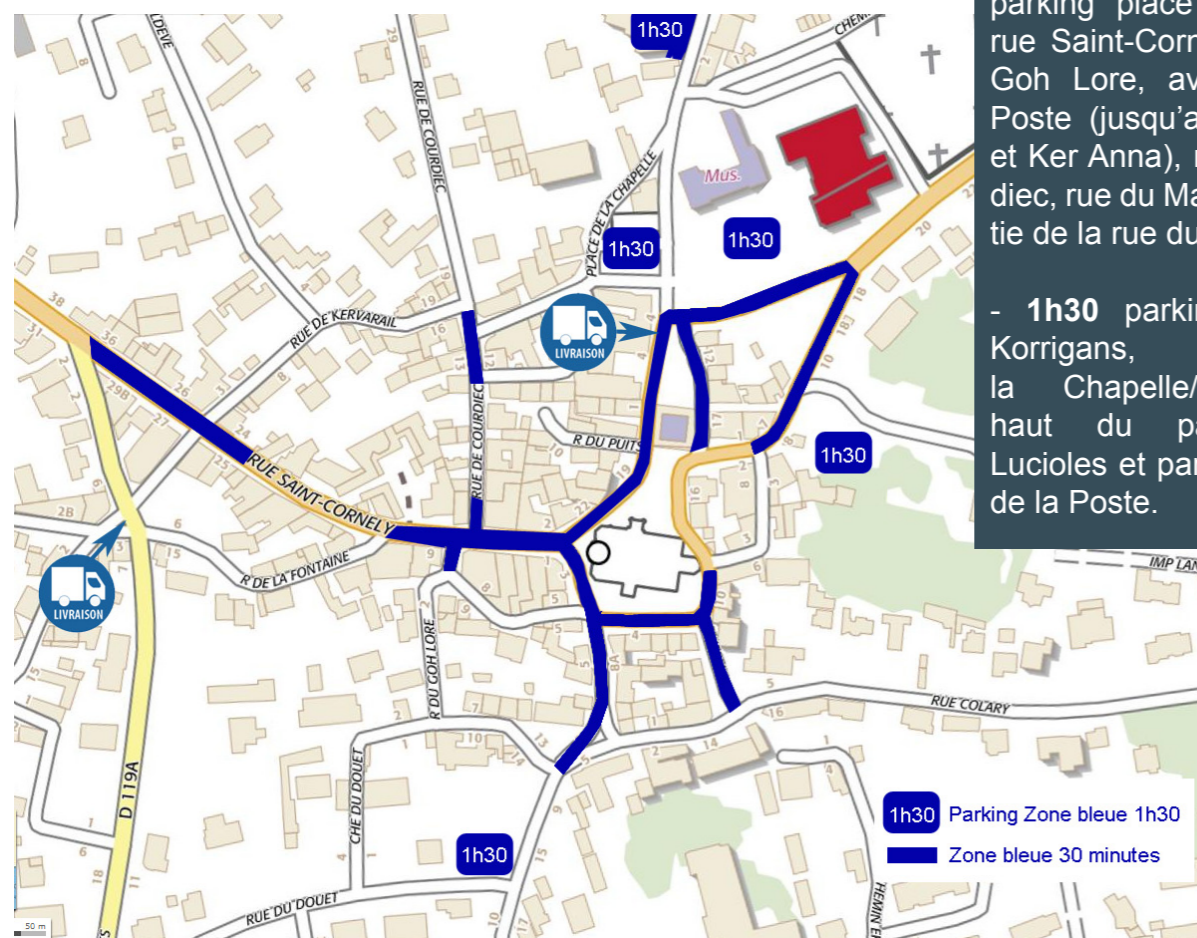 parking place
rue Saint-Corn
Goh Lore, av
Poste (jusqu'a
et Ker Anna), r
diec, rue du Ma
tie de la rue du
- 1h30 parkin
Korrigans,
la Chapelle/
haut du pa
Lucioles et par
de la Poste.
1h30
CHEMI
RUE DE COURDIEC
PLACE DE LA CHAPELLE
Mus.
1h30
1h30
RUE DE KERVARAIL
LIVRAISON
R DU PUITS
RUE DE COURDIEC
1h30
RUE SAINT-CORNELY
R DE LA FONTAINE
LIVRAISON
IMP LAN
R DU GOH LORE
RUE COLARY
D 119A
CHE DU DOUET
1h30
RUE DU DOUET
1h30 Parking Zone bleue 1h30
Zone bleue 30 minutes
50 m